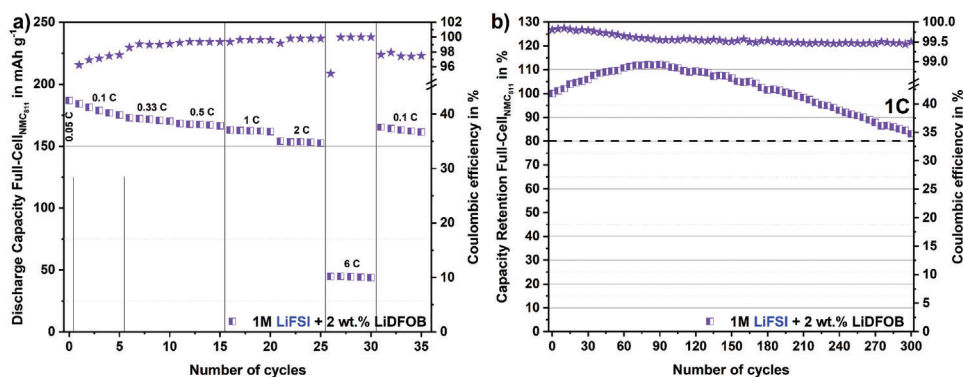 a)
Discharge Capacity Full-Cell NMC811 in mAh g⁻¹
250
225
200
175
150
125
100
75
50
25
0
0.05 C
0.1 C
0.33 C
0.5 C
1 C
2 C
6 C
0.1 C
1M LiFSI + 2 wt.% LiDFOB
102
100
98
96
40
35
30
25
20
15
10
5
0
Coulombic efficiency in %
0 5 10 15 20 25 30 35
Number of cycles
b)
Capacity Retention Full-Cell NMC811 in %
130
120
110
100
90
80
70
60
50
40
30
20
10
0
1C
1M LiFSI + 2 wt.% LiDFOB
100.0
99.5
99.0
40
35
30
25
20
15
10
5
0
Coulombic efficiency in %
0 30 60 90 120 150 180 210 240 270 300
Number of cycles